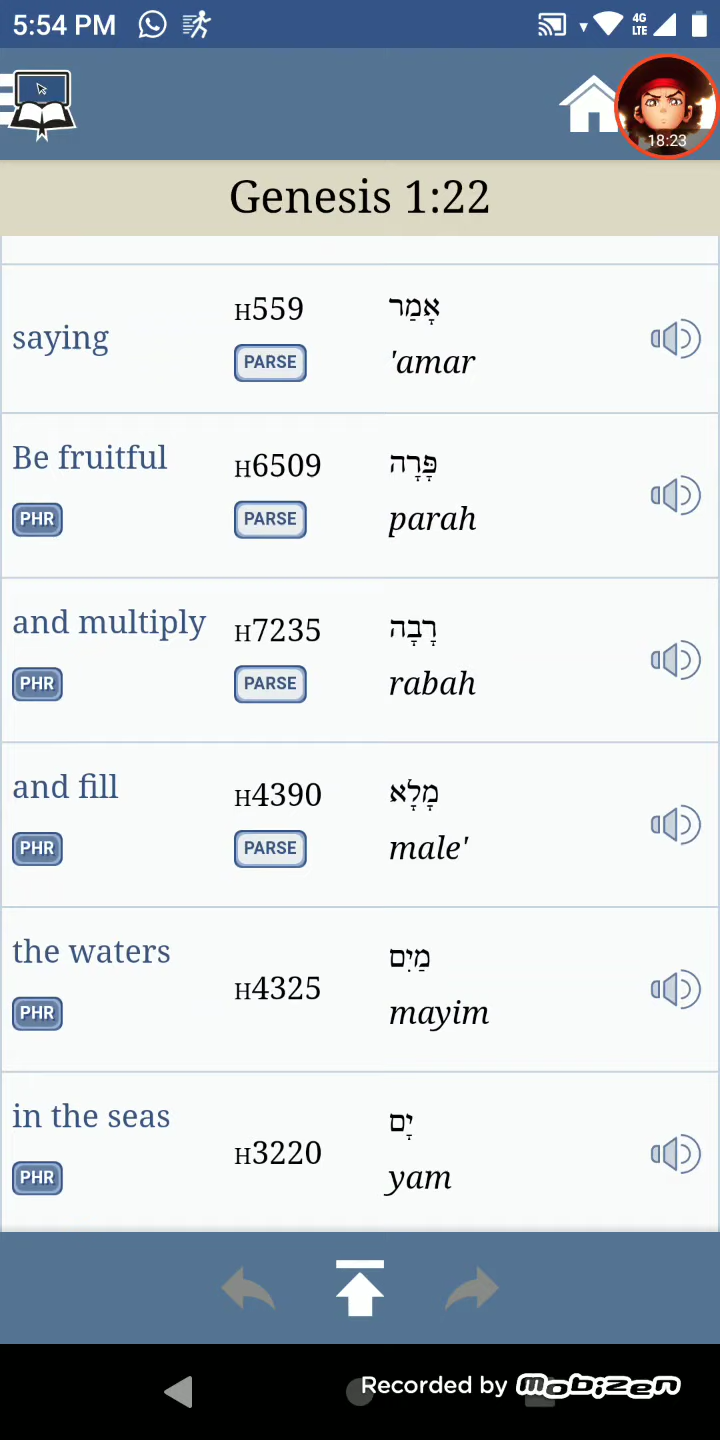 5:54 PM
4G
LTE
18:23
Genesis 1:22
saying
H559
PARSE
אָמַר
'amar
Be fruitful
PHR
H6509
PARSE
פָּרָה
parah
and multiply
PHR
H7235
PARSE
רָבָה
rabah
and fill
PHR
H4390
PARSE
מָלָא
male'
the waters
PHR
H4325
מַיִם
mayim
in the seas
PHR
H3220
יָם
yam
Recorded by mobizen